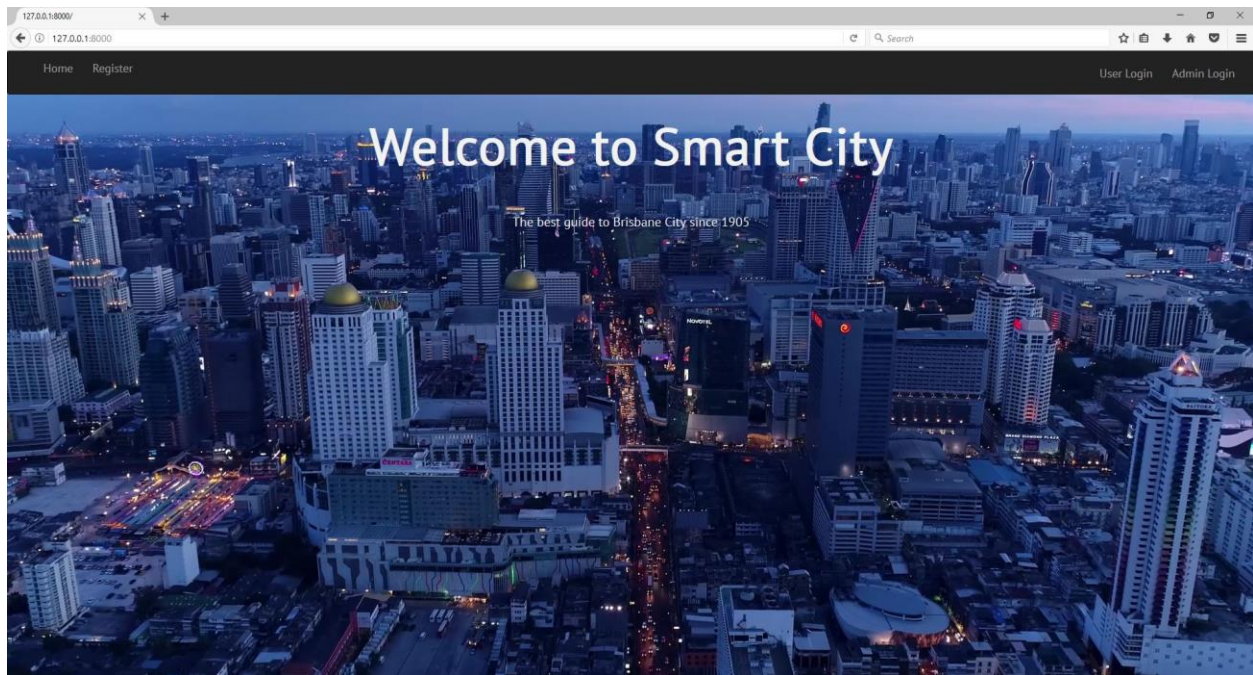 127.0.0.1:8000/
127.0.0.1:8000
Search
Home Register User Login Admin Login
Welcome to Smart City
The best guide to Brisbane City since 1905
NOVOTEL
CENTARA